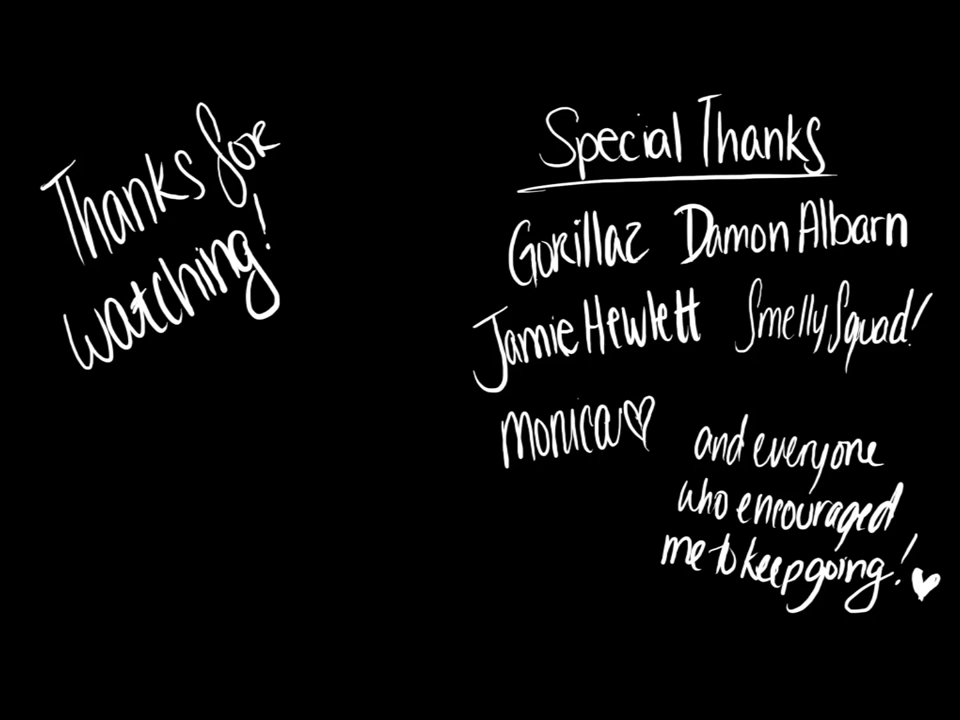 Thanks for
watching!
Special Thanks
Gorillaz Damon Albarn
Jamie Hewlett Smelly Squad!
Monica♡
and everyone
who encouraged
me to keep going! ♥